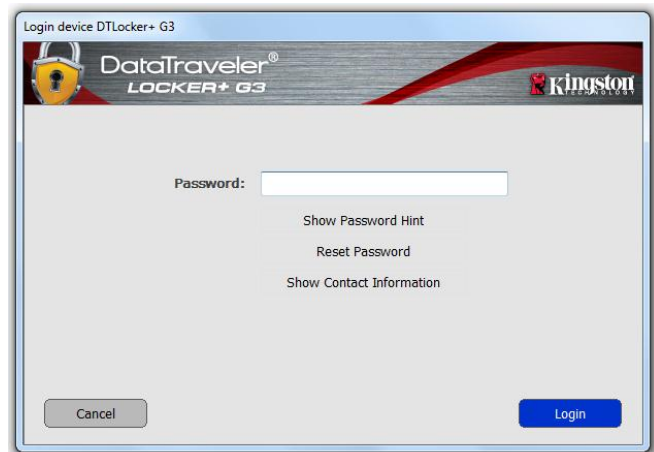 Login device DTLocker+ G3
DataTraveler®
LOCKER+ G3
Kingston
TECHNOLOGY
Password:
Show Password Hint
Reset Password
Show Contact Information
Cancel
Login